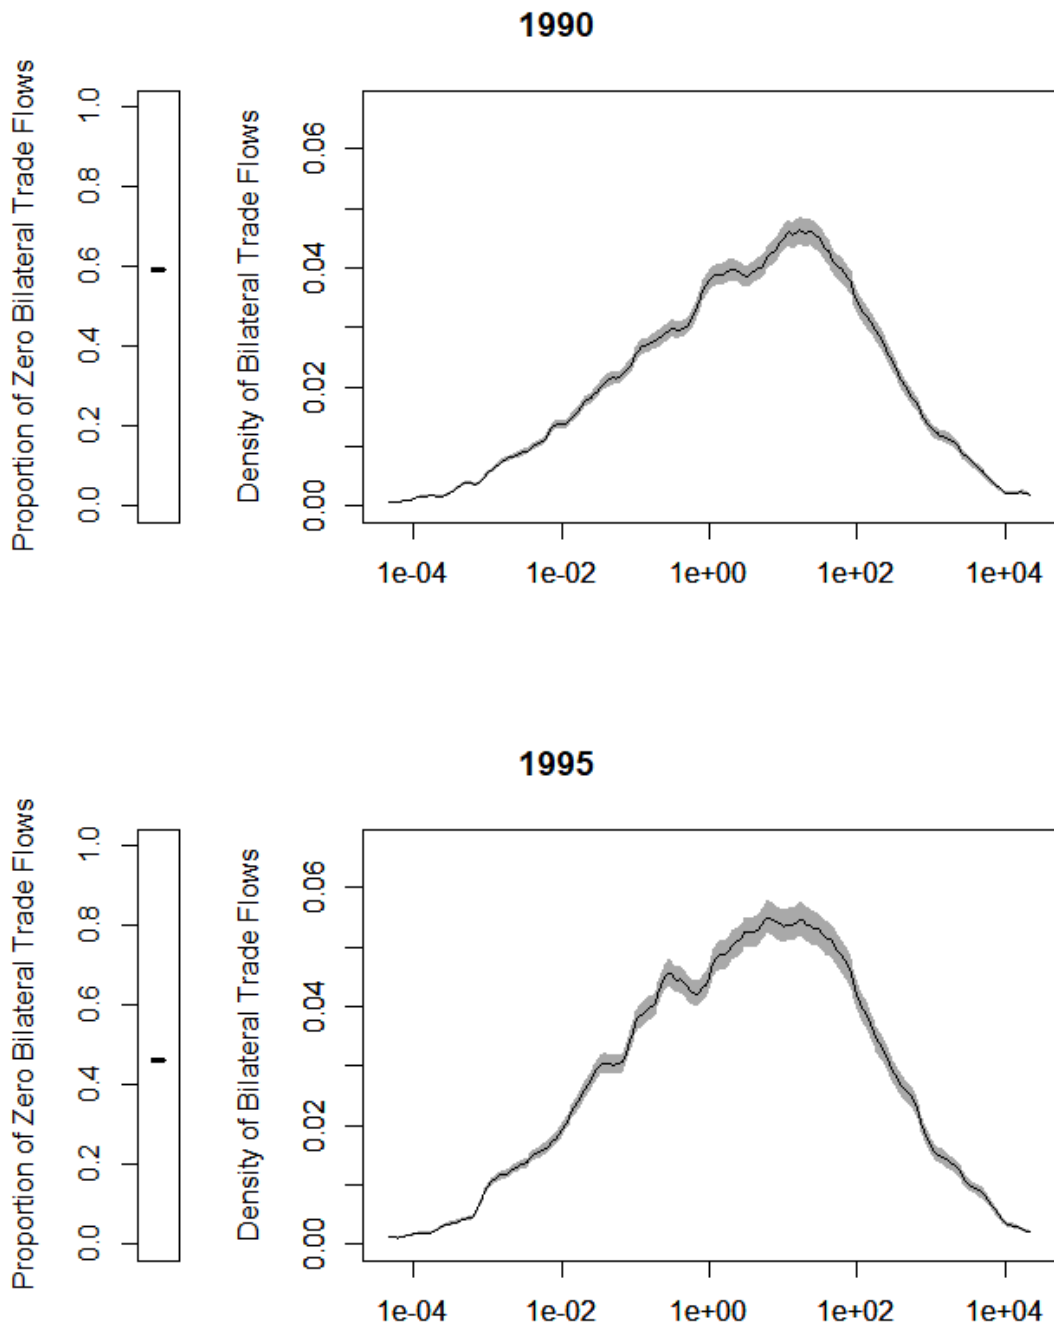 1990
Proportion of Zero Bilateral Trade Flows
0.0 0.2 0.4 0.6 0.8 1.0
Density of Bilateral Trade Flows
0.00 0.02 0.04 0.06
1e-04 1e-02 1e+00 1e+02 1e+04
1995
Proportion of Zero Bilateral Trade Flows
0.0 0.2 0.4 0.6 0.8 1.0
Density of Bilateral Trade Flows
0.00 0.02 0.04 0.06
1e-04 1e-02 1e+00 1e+02 1e+04